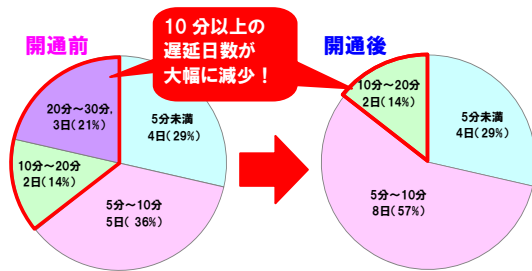 開通前
10 分以上の
遅延日数が
大幅に減少！
開通後
20分～30分,
3日(21%)
5分未満
4日(29%)
10分～20分
2日(14%)
5分～10分
5日( 36%)
10分～20分
2日(14%)
5分未満
4日(29%)
5分～10分
8日(57%)